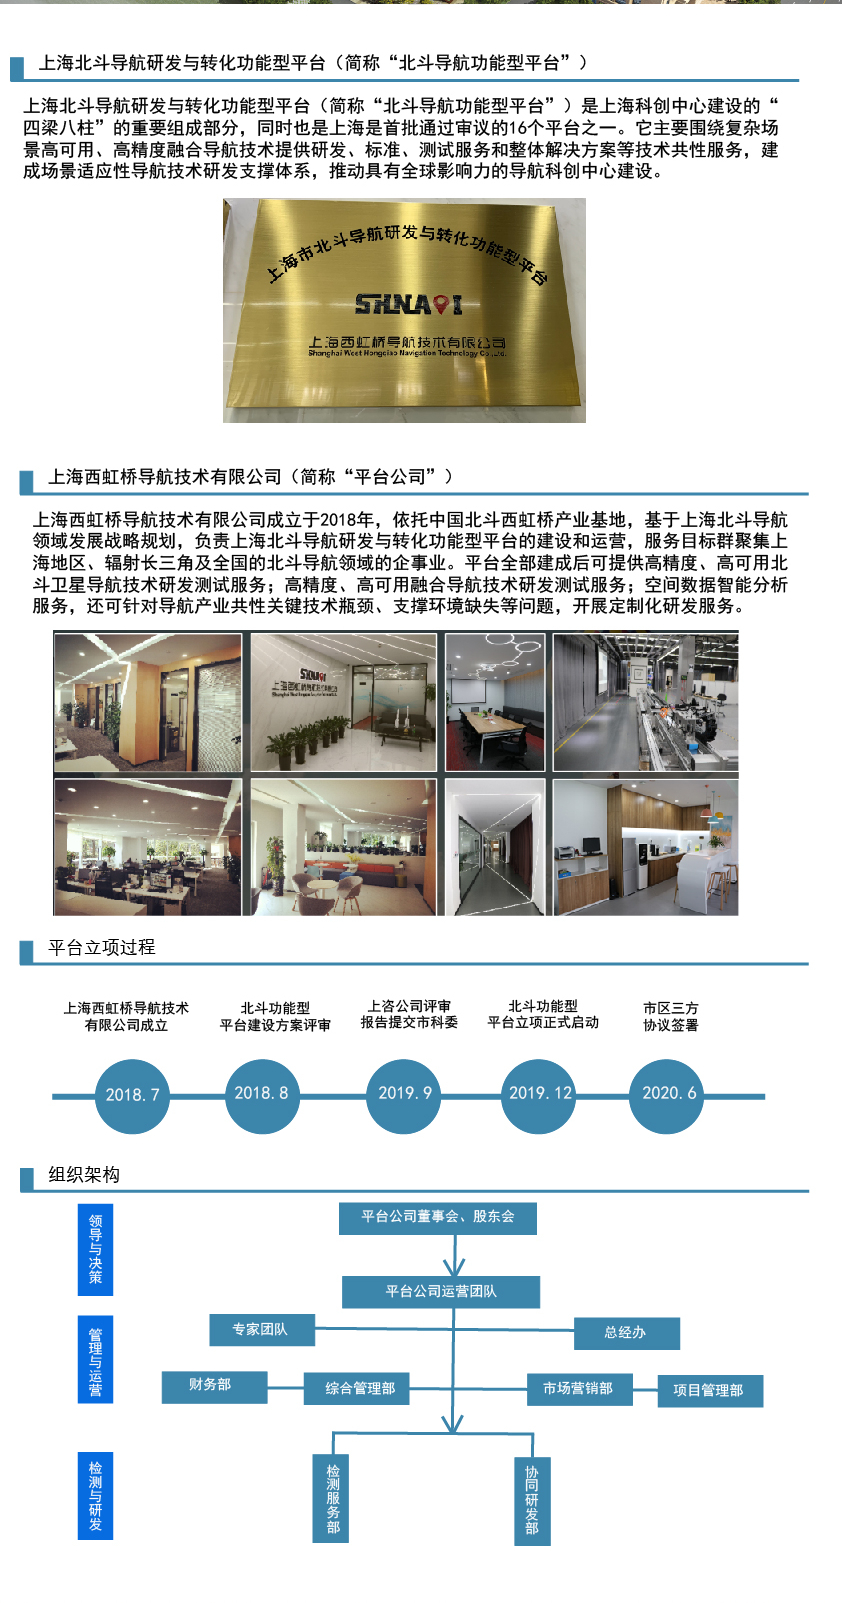 上海北斗导航研发与转化功能型平台（简称“北斗导航功能型平台”）
上海北斗导航研发与转化功能型平台（简称“北斗导航功能型平台”）是上海科创中心建设的“
四梁八柱”的重要组成部分，同时也是上海是首批通过审议的16个平台之一。它主要围绕复杂场
景高可用、高精度融合导航技术提供研发、标准、测试服务和整体解决方案等技术共性服务，建
成场景适应性导航技术研发支撑体系，推动具有全球影响力的导航科创中心建设。
上海市北斗导航研发与转化功能型平台
SHNAVI
上海西虹桥导航技术有限公司
Shanghai West Hongqiao Navigation Technology Co.,Ltd.
上海西虹桥导航技术有限公司（简称“平台公司”）
上海西虹桥导航技术有限公司成立于2018年，依托中国北斗西虹桥产业基地，基于上海北斗导航
领域发展战略规划，负责上海北斗导航研发与转化功能型平台的建设和运营，服务目标群聚集上
海地区、辐射长三角及全国的北斗导航领域的企事业。平台全部建成后可提供高精度、高可用北
斗卫星导航技术研发测试服务；高精度、高可用融合导航技术研发测试服务；空间数据智能分析
服务，还可针对导航产业共性关键技术瓶颈、支撑环境缺失等问题，开展定制化研发服务。
SHNAVI
上海西虹桥导航技术有限公司
平台立项过程
上海西虹桥导航技术
有限公司成立
北斗功能型
平台建设方案评审
上咨公司评审
报告提交市科委
北斗功能型
平台立项正式启动
市区三方
协议签署
2018.7
2018.8
2019.9
2019.12
2020.6
组织架构
领导与决策
平台公司董事会、股东会
平台公司运营团队
管理与运营
专家团队
总经办
财务部
综合管理部
市场营销部
项目管理部
检测与研发
检测服务部
协同研发部